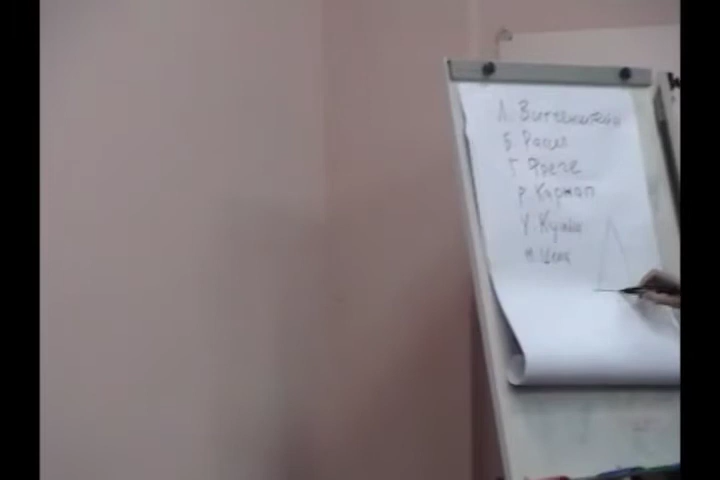 Л. Витгенштейн
Б. Рассел
Г. Фреге
Р. Карнап
У. Куайн